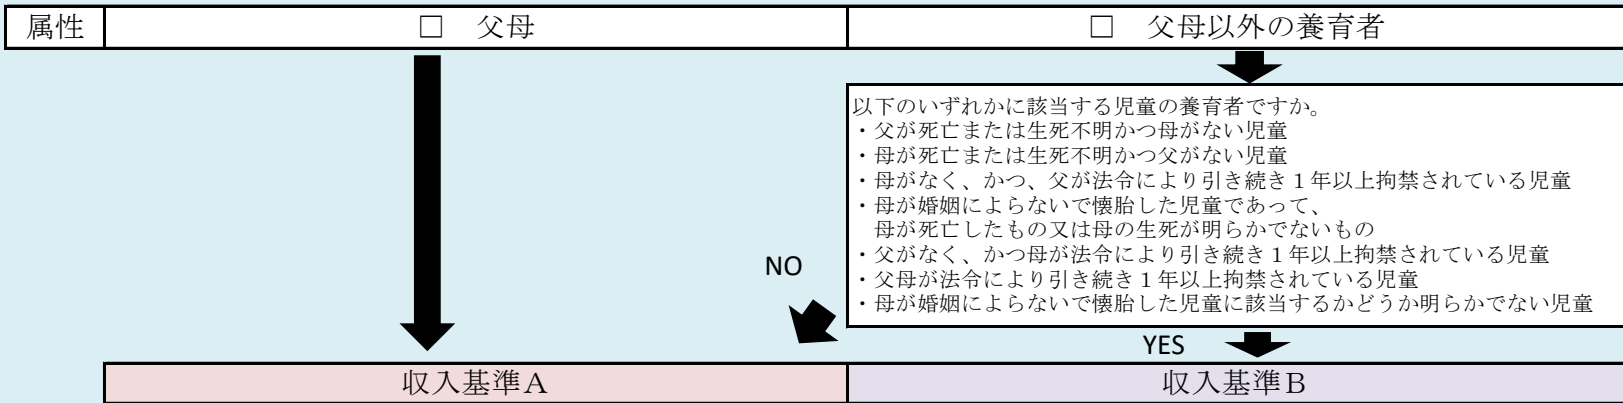 属性
□　父母
□　父母以外の養育者
以下のいずれかに該当する児童の養育者ですか。
・父が死亡または生死不明かつ母がない児童
・母が死亡または生死不明かつ父がない児童
・母がなく、かつ、父が法令により引き続き１年以上拘禁されている児童
・母が婚姻によらないで懐胎した児童であって、
母が死亡したもの又は母の生死が明らかでないもの
・父がなく、かつ母が法令により引き続き１年以上拘禁されている児童
・父母が法令により引き続き１年以上拘禁されている児童
・母が婚姻によらないで懐胎した児童に該当するかどうか明らかでない児童
NO
YES
収入基準Ａ
収入基準Ｂ